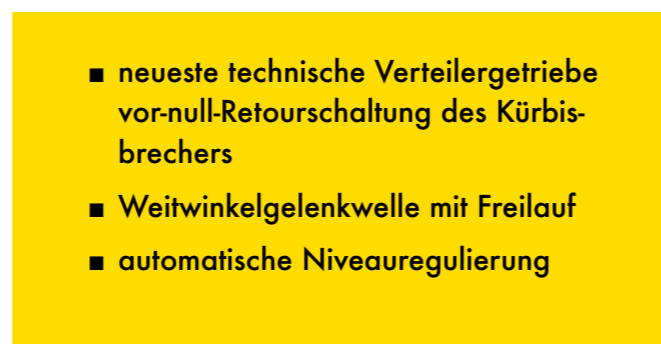 ▪ neueste technische Verteilergetriebe
vor-null-Retourschaltung des Kürbis-
brechers
▪ Weitwinkelgelenkwelle mit Freilauf
▪ automatische Niveauregulierung